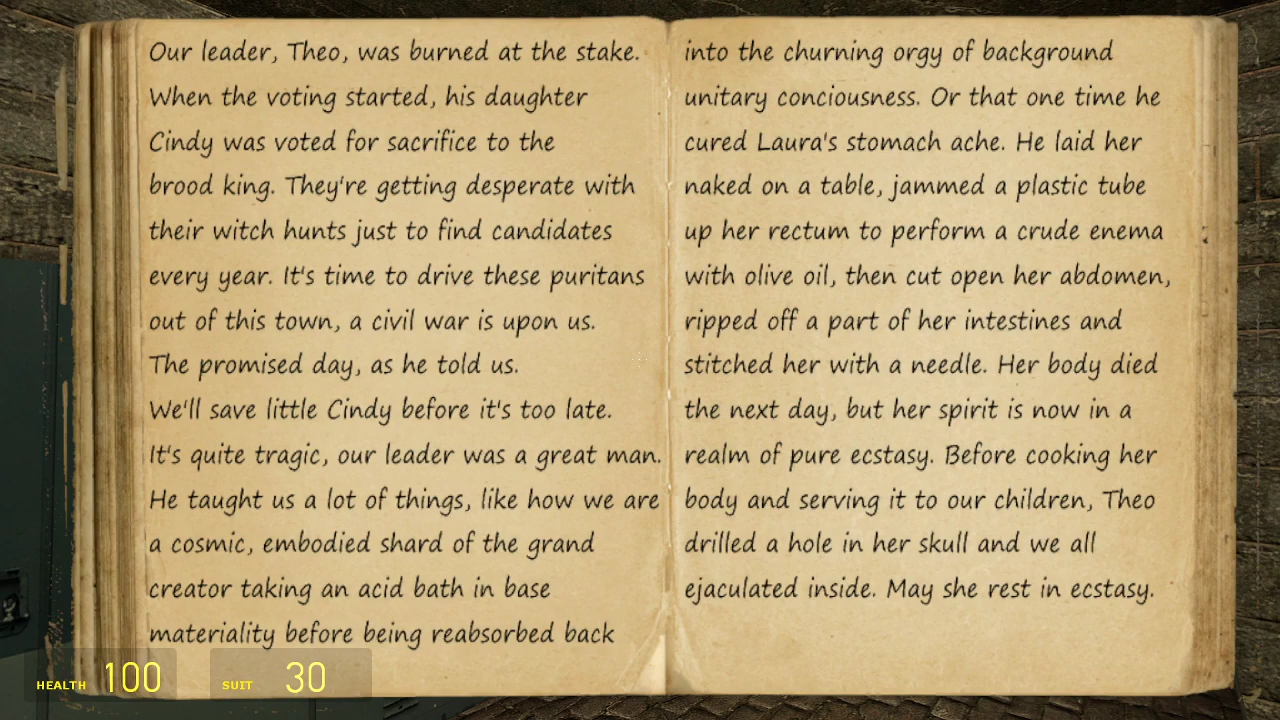 Our leader, Theo, was burned at the stake.
When the voting started, his daughter
Cindy was voted for sacrifice to the
brood king. They're getting desperate with
their witch hunts just to find candidates
every year. It's time to drive these puritans
out of this town, a civil war is upon us.
The promised day, as he told us.
We'll save little Cindy before it's too late.
It's quite tragic, our leader was a great man.
He taught us a lot of things, like how we are
a cosmic, embodied shard of the grand
creator taking an acid bath in base
materiality before being reabsorbed back
into the churning orgy of background
unitary conciousness. Or that one time he
cured Laura's stomach ache. He laid her
naked on a table, jammed a plastic tube
up her rectum to perform a crude enema
with olive oil, then cut open her abdomen,
ripped off a part of her intestines and
stitched her with a needle. Her body died
the next day, but her spirit is now in a
realm of pure ecstasy. Before cooking her
body and serving it to our children, Theo
drilled a hole in her skull and we all
ejaculated inside. May she rest in ecstasy.
HEALTH 100
SUIT 30